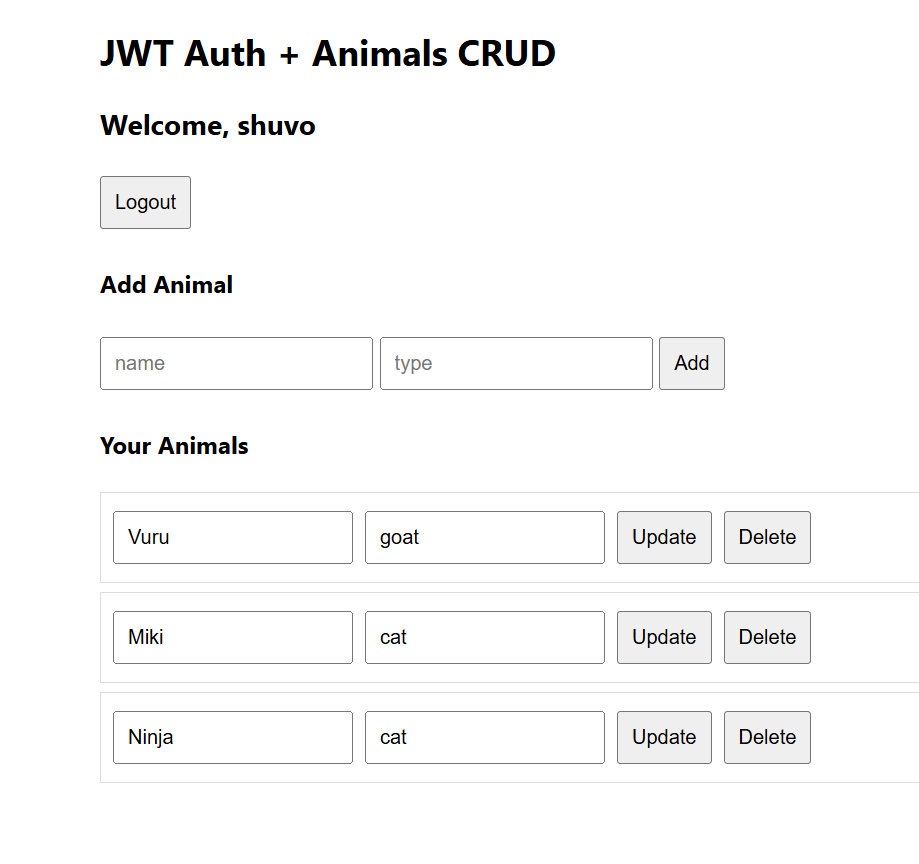 JWT Auth + Animals CRUD
Welcome, shuvo
Logout
Add Animal
name type Add
Your Animals
Vuru goat Update Delete
Miki cat Update Delete
Ninja cat Update Delete